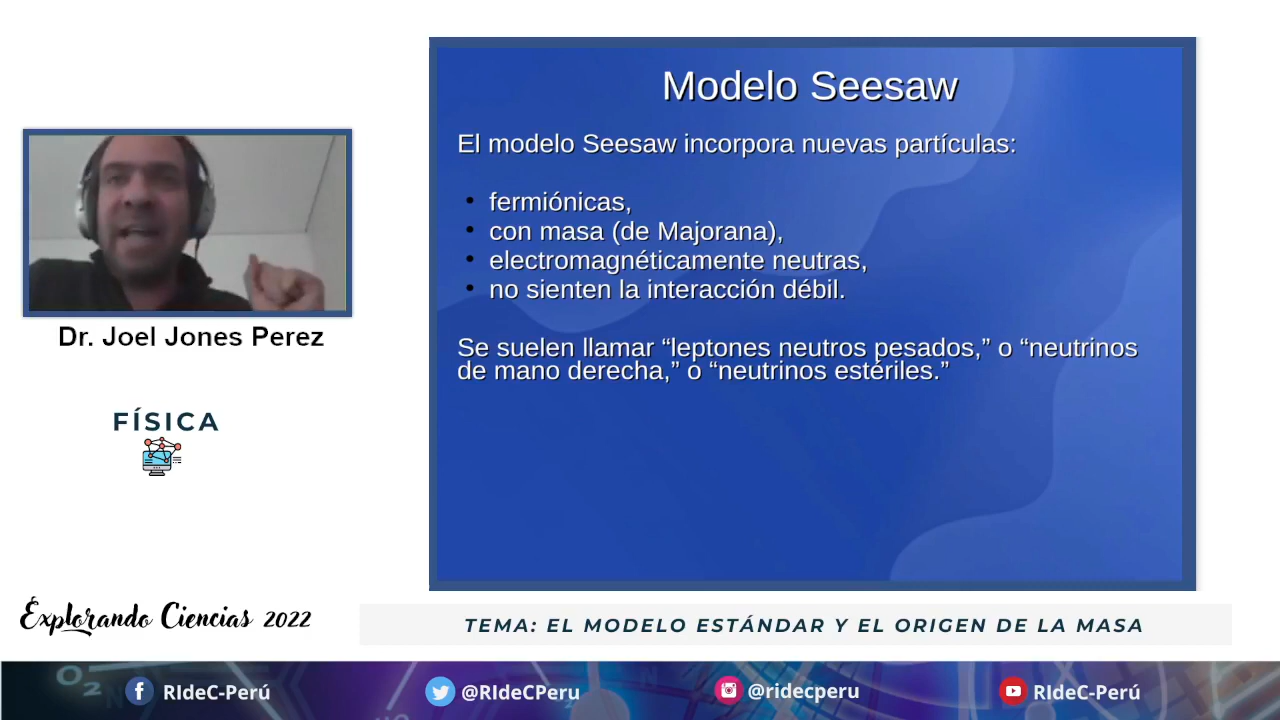 Modelo Seesaw
El modelo Seesaw incorpora nuevas partículas:
• fermiónicas,
• con masa (de Majorana),
• electromagnéticamente neutras,
• no sienten la interacción débil.
Se suelen llamar “leptones neutros pesados,” o “neutrinos
de mano derecha,” o “neutrinos estériles.”
Dr. Joel Jones Perez
FÍSICA
Explorando Ciencias 2022
TEMA: EL MODELO ESTÁNDAR Y EL ORIGEN DE LA MASA
O2
RIdeC-Perú
@RIdeCPeru
@ridecperu
RIdeC-Perú